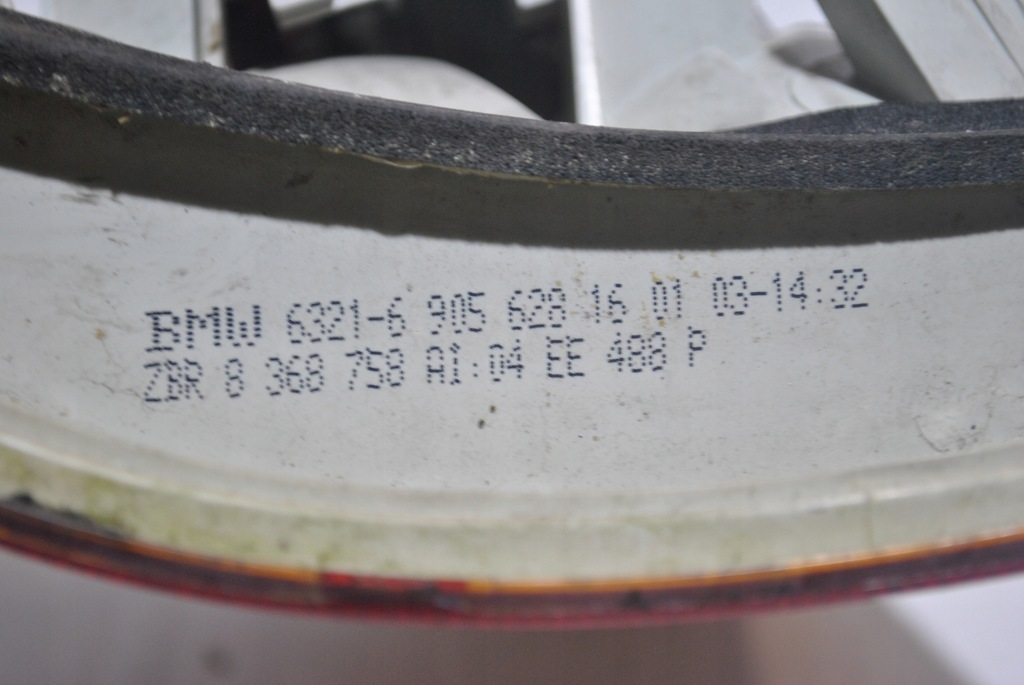 BMW 6321-6 905 628 16 01 03-14:32
ZBR 8 368 758 AI:04 EE 488 P